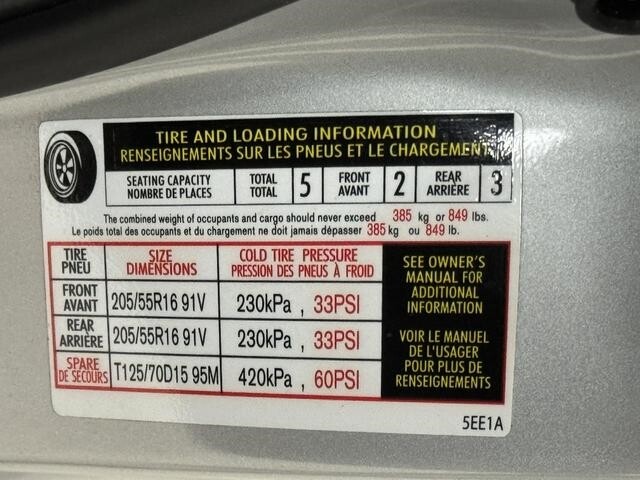 TIRE AND LOADING INFORMATION
RENSEIGNEMENTS SUR LES PNEUS ET LE CHARGEMENT
SEATING CAPACITY
NOMBRE DE PLACES
TOTAL
TOTAL
5
FRONT
AVANT
2
REAR
ARRIÈRE
3
The combined weight of occupants and cargo should never exceed 385 kg or 849 lbs.
Le poids total des occupants et du chargement ne doit jamais dépasser 385 kg ou 849 lb.
TIRE
PNEU
SIZE
DIMENSIONS
COLD TIRE PRESSURE
PRESSION DES PNEUS À FROID
FRONT
AVANT
205/55R16 91V
230kPa , 33PSI
REAR
ARRIÈRE
205/55R16 91V
230kPa , 33PSI
SPARE
DE SECOURS
T125/70D15 95M
420kPa , 60PSI
SEE OWNER'S
MANUAL FOR
ADDITIONAL
INFORMATION
VOIR LE MANUEL
DE L'USAGER
POUR PLUS DE
RENSEIGNEMENTS
5EE1A